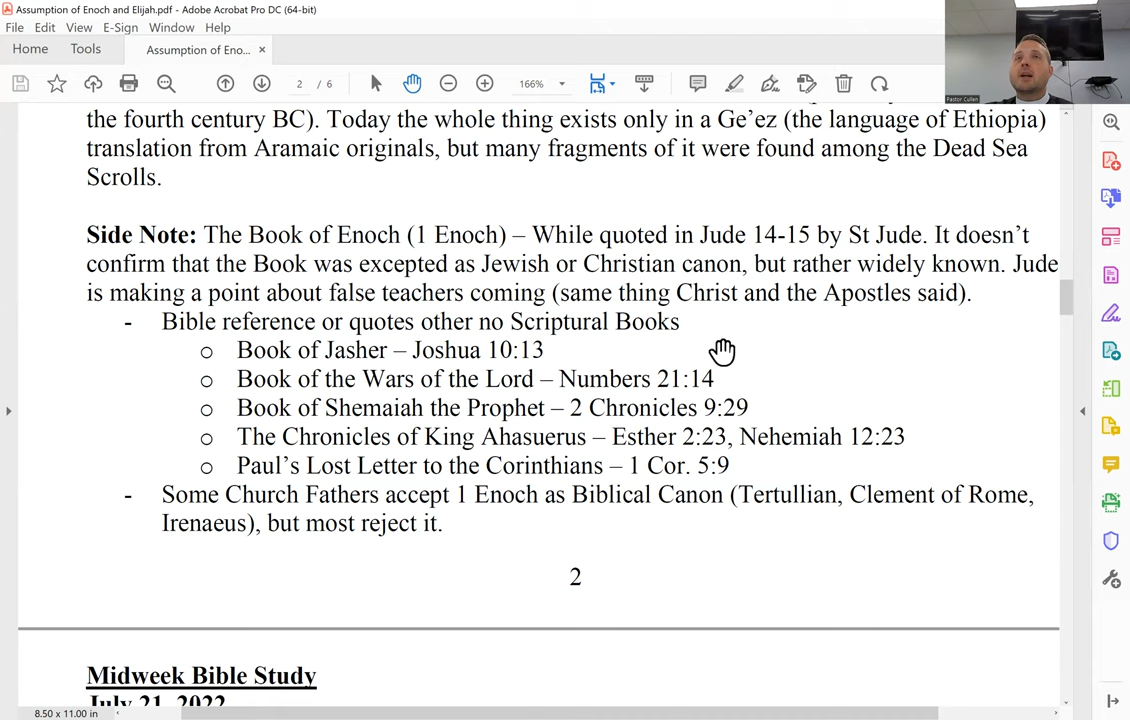 Assumption of Enoch and Elijah.pdf - Adobe Acrobat Pro DC (64-bit)
File Edit View E-Sign Window Help
Home Tools Assumption of Eno... ×
2 / 6 166%
Pastor Cullen
the fourth century BC). Today the whole thing exists only in a Ge’ez (the language of Ethiopia)
translation from Aramaic originals, but many fragments of it were found among the Dead Sea
Scrolls.
Side Note: The Book of Enoch (1 Enoch) – While quoted in Jude 14-15 by St Jude. It doesn’t
confirm that the Book was excepted as Jewish or Christian canon, but rather widely known. Jude
is making a point about false teachers coming (same thing Christ and the Apostles said).
- Bible reference or quotes other no Scriptural Books
o Book of Jasher – Joshua 10:13
o Book of the Wars of the Lord – Numbers 21:14
o Book of Shemaiah the Prophet – 2 Chronicles 9:29
o The Chronicles of King Ahasuerus – Esther 2:23, Nehemiah 12:23
o Paul’s Lost Letter to the Corinthians – 1 Cor. 5:9
- Some Church Fathers accept 1 Enoch as Biblical Canon (Tertullian, Clement of Rome,
Irenaeus), but most reject it.
2
Midweek Bible Study
July 21, 2022
8.50 x 11.00 in